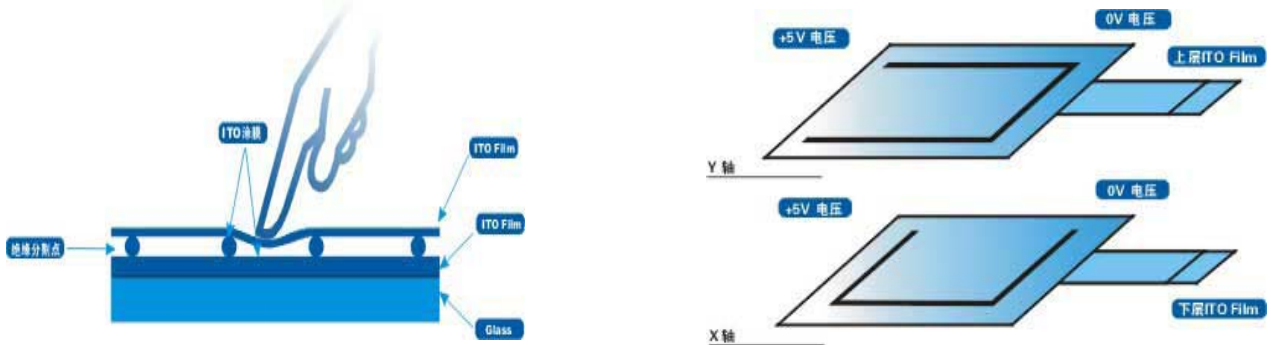 ITO涂膜
ITO Film
ITO Film
绝缘分割点
Glass
+5V 电压
0V 电压
上层ITO Film
Y 轴
+5V 电压
0V 电压
下层ITO Film
X 轴